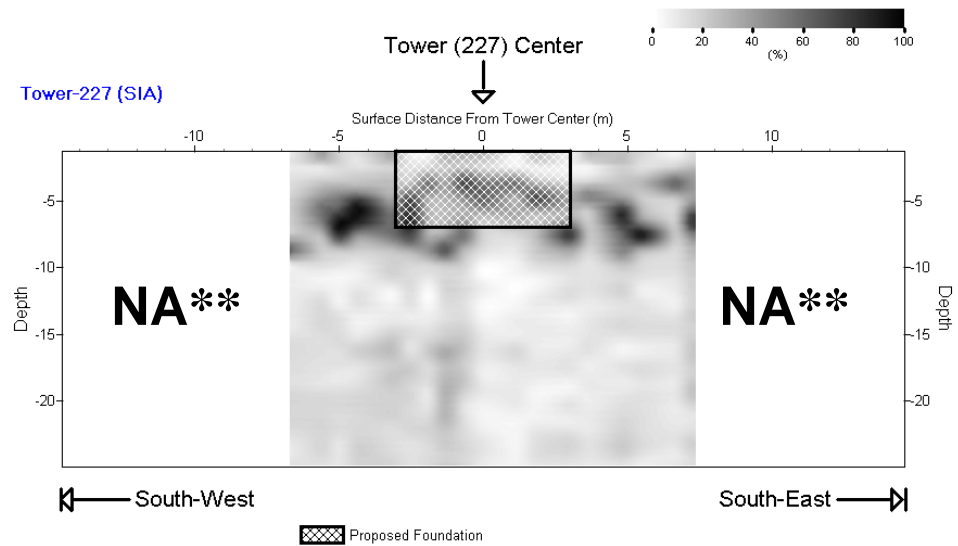 0 20 40 60 80 100
(%)
Tower (227) Center
Tower-227 (SIA)
Surface Distance From Tower Center (m)
-10 -5 0 5 10
-5 -5
-10 -10
NA** NA**
Depth Depth
-15 -15
-20 -20
South-West South-East
Proposed Foundation